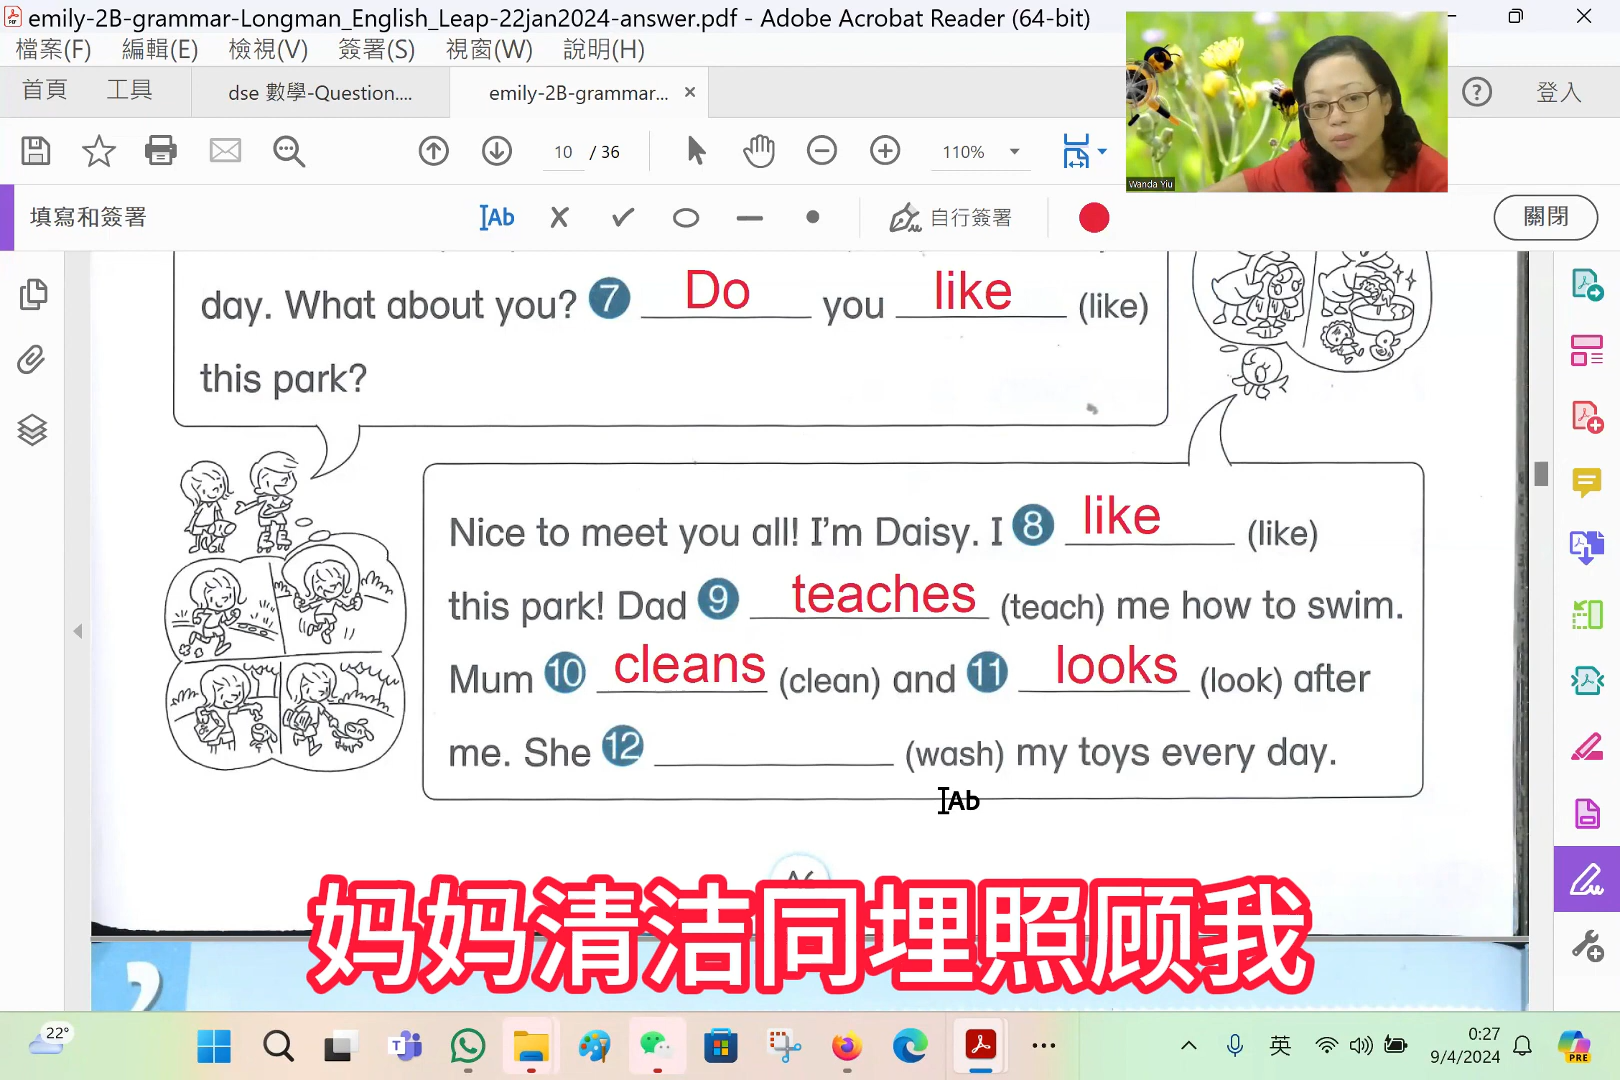 emily-2B-grammar-Longman_English_Leap-22jan2024-answer.pdf - Adobe Acrobat Reader (64-bit)
檔案(F) 編輯(E) 檢視(V) 簽署(S) 視窗(W) 說明(H)
首頁 工具 dse 數學-Question.... emily-2B-grammar... 登入
10 / 36 110%
Wanda Yiu
填寫和簽署 Ab 自行簽署 關閉
day. What about you? 7 Do you like (like)
this park?
Nice to meet you all! I'm Daisy. I 8 like (like)
this park! Dad 9 teaches (teach) me how to swim.
Mum 10 cleans (clean) and 11 looks (look) after
me. She 12 (wash) my toys every day.
Ab
妈妈清洁同埋照顾我
2
22° 英 0:27
9/4/2024
PRE